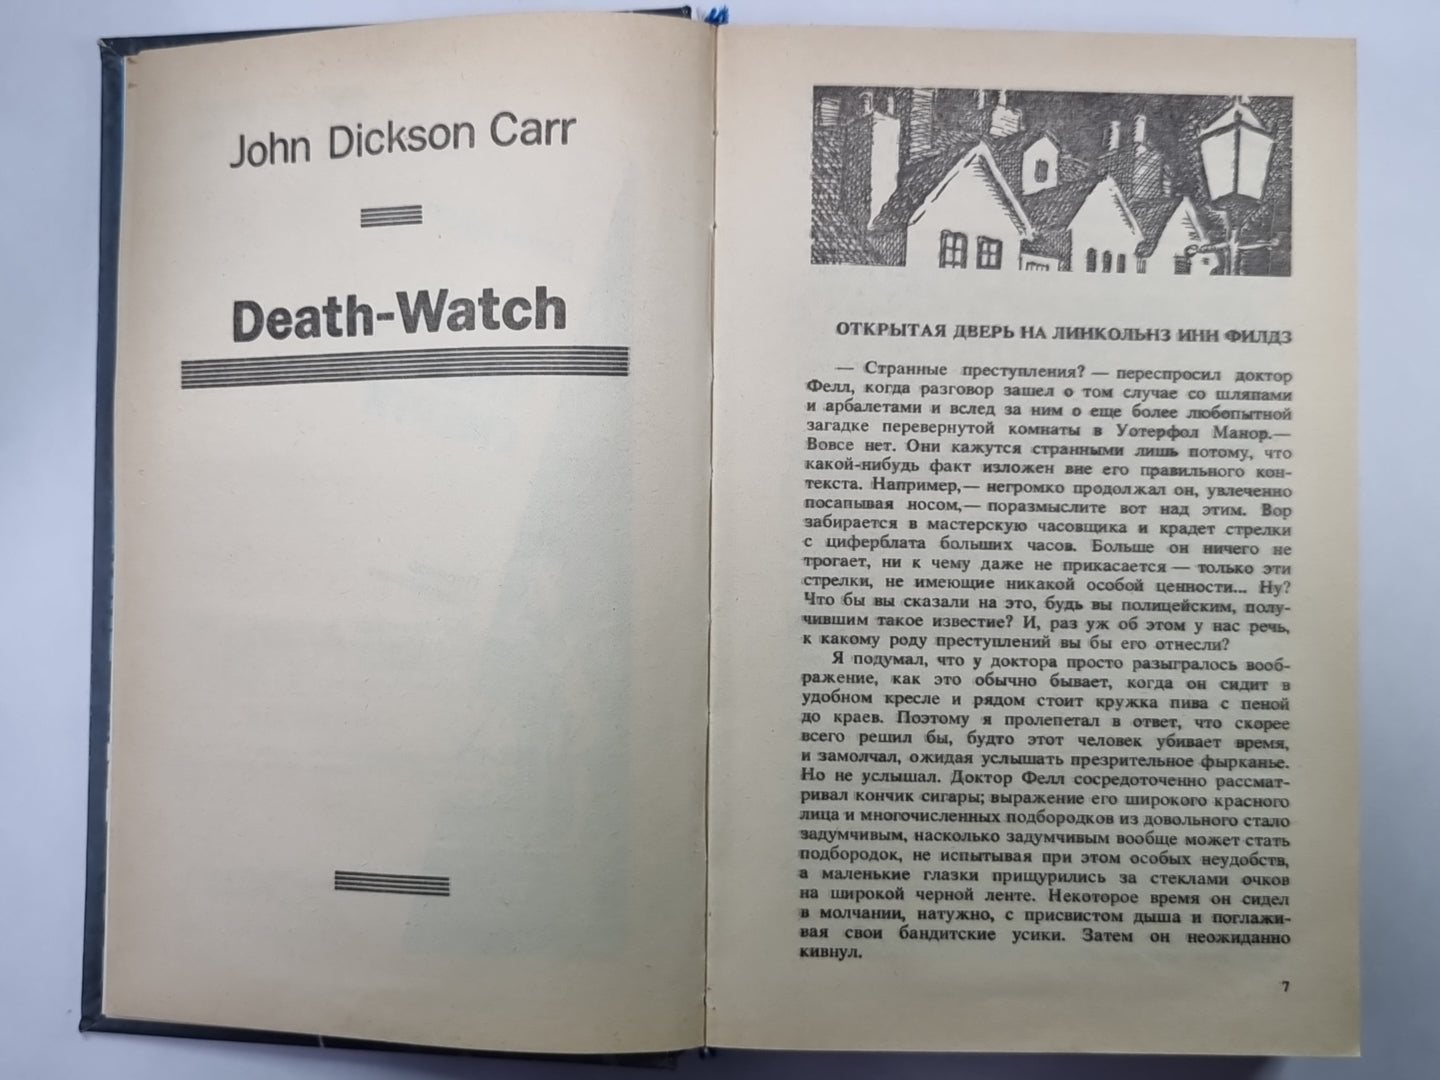 John Dickson Carr
Death-Watch
ОТКРЫТАЯ ДВЕРЬ НА ЛИНКОЛЬНЗ ИНН ФИЛДЗ
— Странные преступления? — переспросил доктор
Фелл, когда разговор зашел о том случае со шляпами
и арбалетами и вслед за ним о еще более любопытной
загадке перевернутой комнаты в Уотерфол Манор.—
Вовсе нет. Они кажутся странными лишь потому, что
какой-нибудь факт изложен вне его правильного кон-
текста. Например,— негромко продолжал он, увлеченно
посапывая носом,— поразмыслите вот над этим. Вор
забирается в мастерскую часовщика и крадет стрелки
с циферблата больших часов. Больше он ничего не
трогает, ни к чему даже не прикасается — только эти
стрелки, не имеющие никакой особой ценности... Ну?
Что бы вы сказали на это, будь вы полицейским, полу-
чившим такое известие? И, раз уж об этом у нас речь,
к какому роду преступлений вы бы его отнесли?
Я подумал, что у доктора просто разыгралось вооб-
ражение, как это обычно бывает, когда он сидит в
удобном кресле и рядом стоит кружка пива с пеной
до краев. Поэтому я пролепетал в ответ, что скорее
всего решил бы, будто этот человек убивает время,
и замолчал, ожидая услышать презрительное фырканье.
Но не услышал. Доктор Фелл сосредоточенно рассмат-
ривал кончик сигары; выражение его широкого красного
лица и многочисленных подбородков из довольного стало
задумчивым, насколько задумчивым вообще может стать
подбородок, не испытывая при этом особых неудобств,
а маленькие глазки прищурились за стеклами очков
на широкой черной ленте. Некоторое время он сидел
в молчании, натужно, с присвистом дыша и поглажи-
вая свои бандитские усики. Затем он неожиданно
кивнул.
7